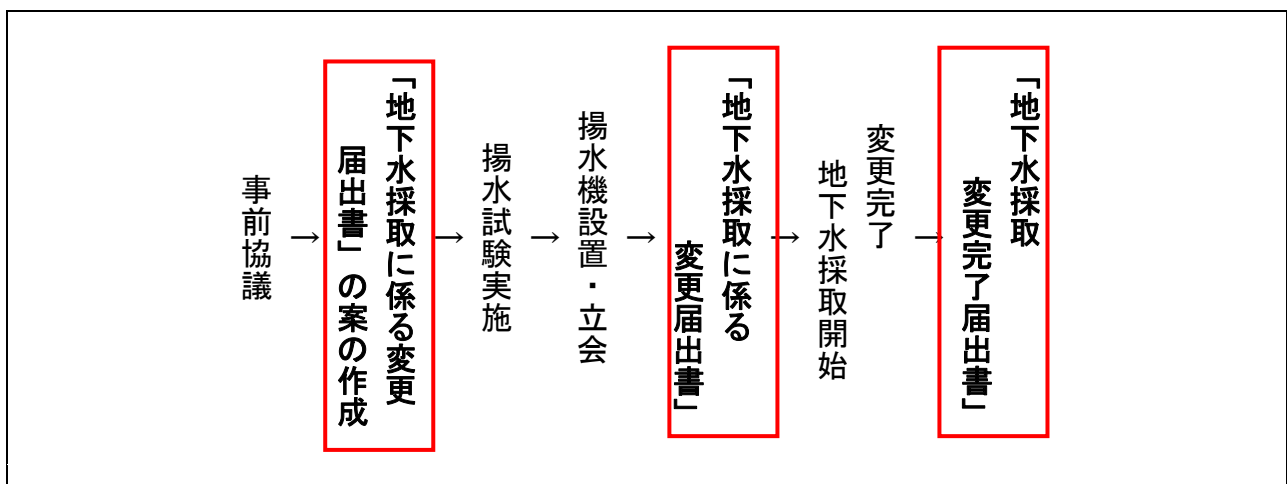 事前協議
→
「地下水採取に係る変更
届出書」の案の作成
→
揚水試験実施
→
揚水機設置・立会
→
「地下水採取に係る
変更届出書」
→
変更完了
地下水採取開始
→
「地下水採取
変更完了届出書」